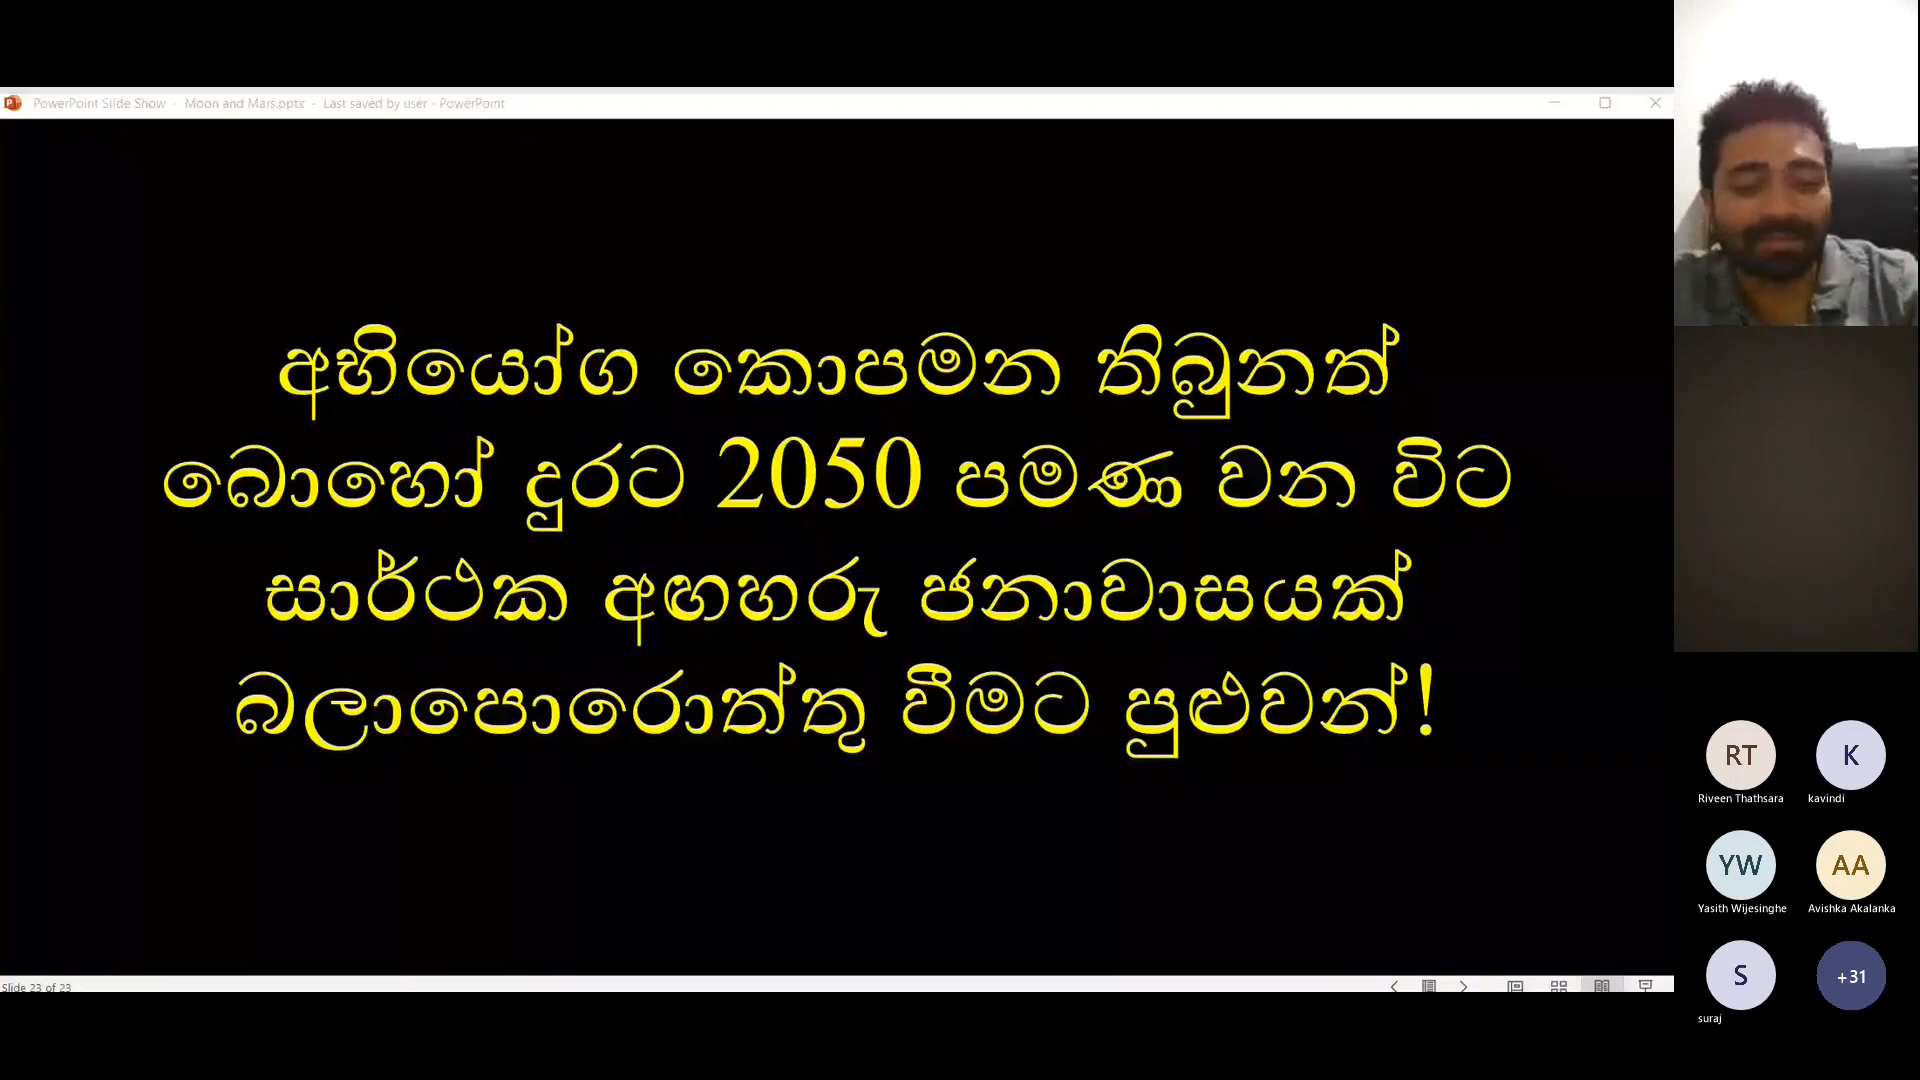 PowerPoint Slide Show - Moon and Mars.pptx - Last saved by user - PowerPoint
අභියෝග කොපමන තිබුනත්
බොහෝ දුරට 2050 පමණ වන විට
සාර්ථක අඟහරු ජනාවාසයක්
බලාපොරොත්තු වීමට පුළුවන්!
Slide 23 of 23
RT K
Riveen Thathsara kavindi
YW AA
Yasith Wijesinghe Avishka Akalanka
S +31
suraj